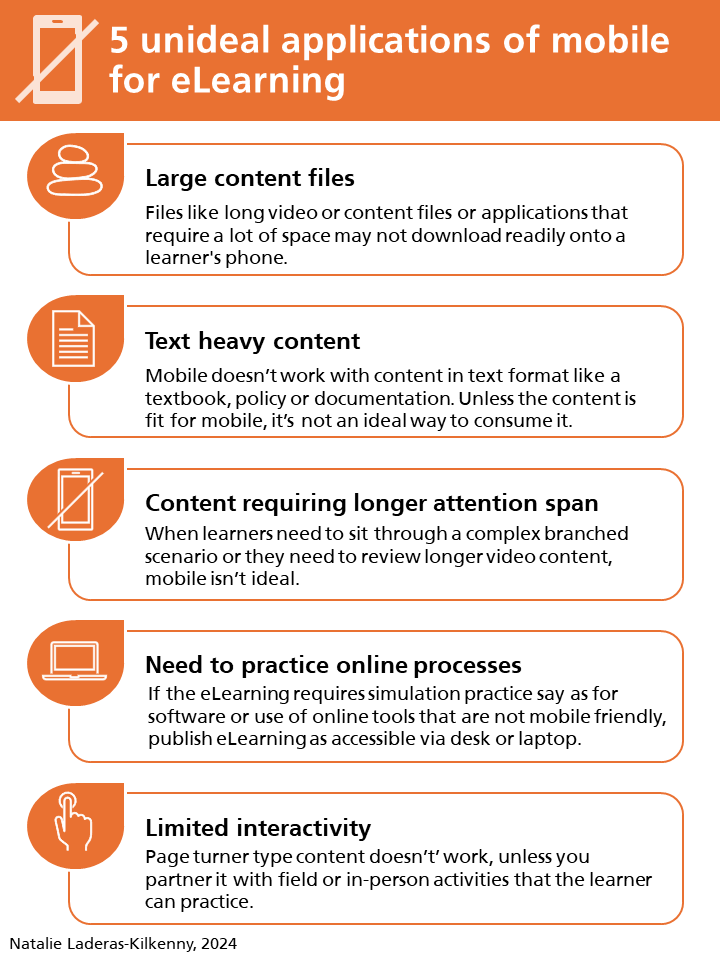 5 unideal applications of mobile
for eLearning
Large content files
Files like long video or content files or applications that
require a lot of space may not download readily onto a
learner's phone.
Text heavy content
Mobile doesn’t work with content in text format like a
textbook, policy or documentation. Unless the content is
fit for mobile, it’s not an ideal way to consume it.
Content requiring longer attention span
When learners need to sit through a complex branched
scenario or they need to review longer video content,
mobile isn’t ideal.
Need to practice online processes
If the eLearning requires simulation practice say as for
software or use of online tools that are not mobile friendly,
publish eLearning as accessible via desk or laptop.
Limited interactivity
Page turner type content doesn’t’ work, unless you
partner it with field or in-person activities that the learner
can practice.
Natalie Laderas-Kilkenny, 2024